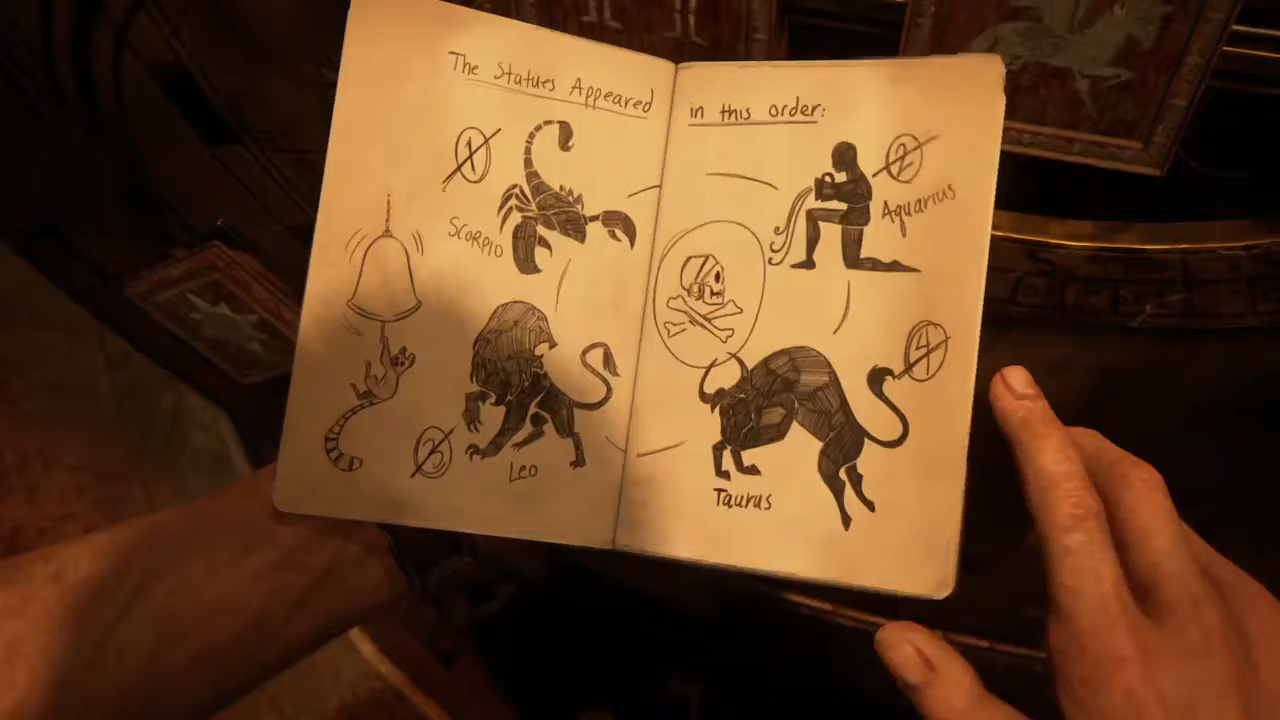 The Statues Appeared
in this order:
1
SCORPIO
2
Aquarius
3
Leo
4
Taurus